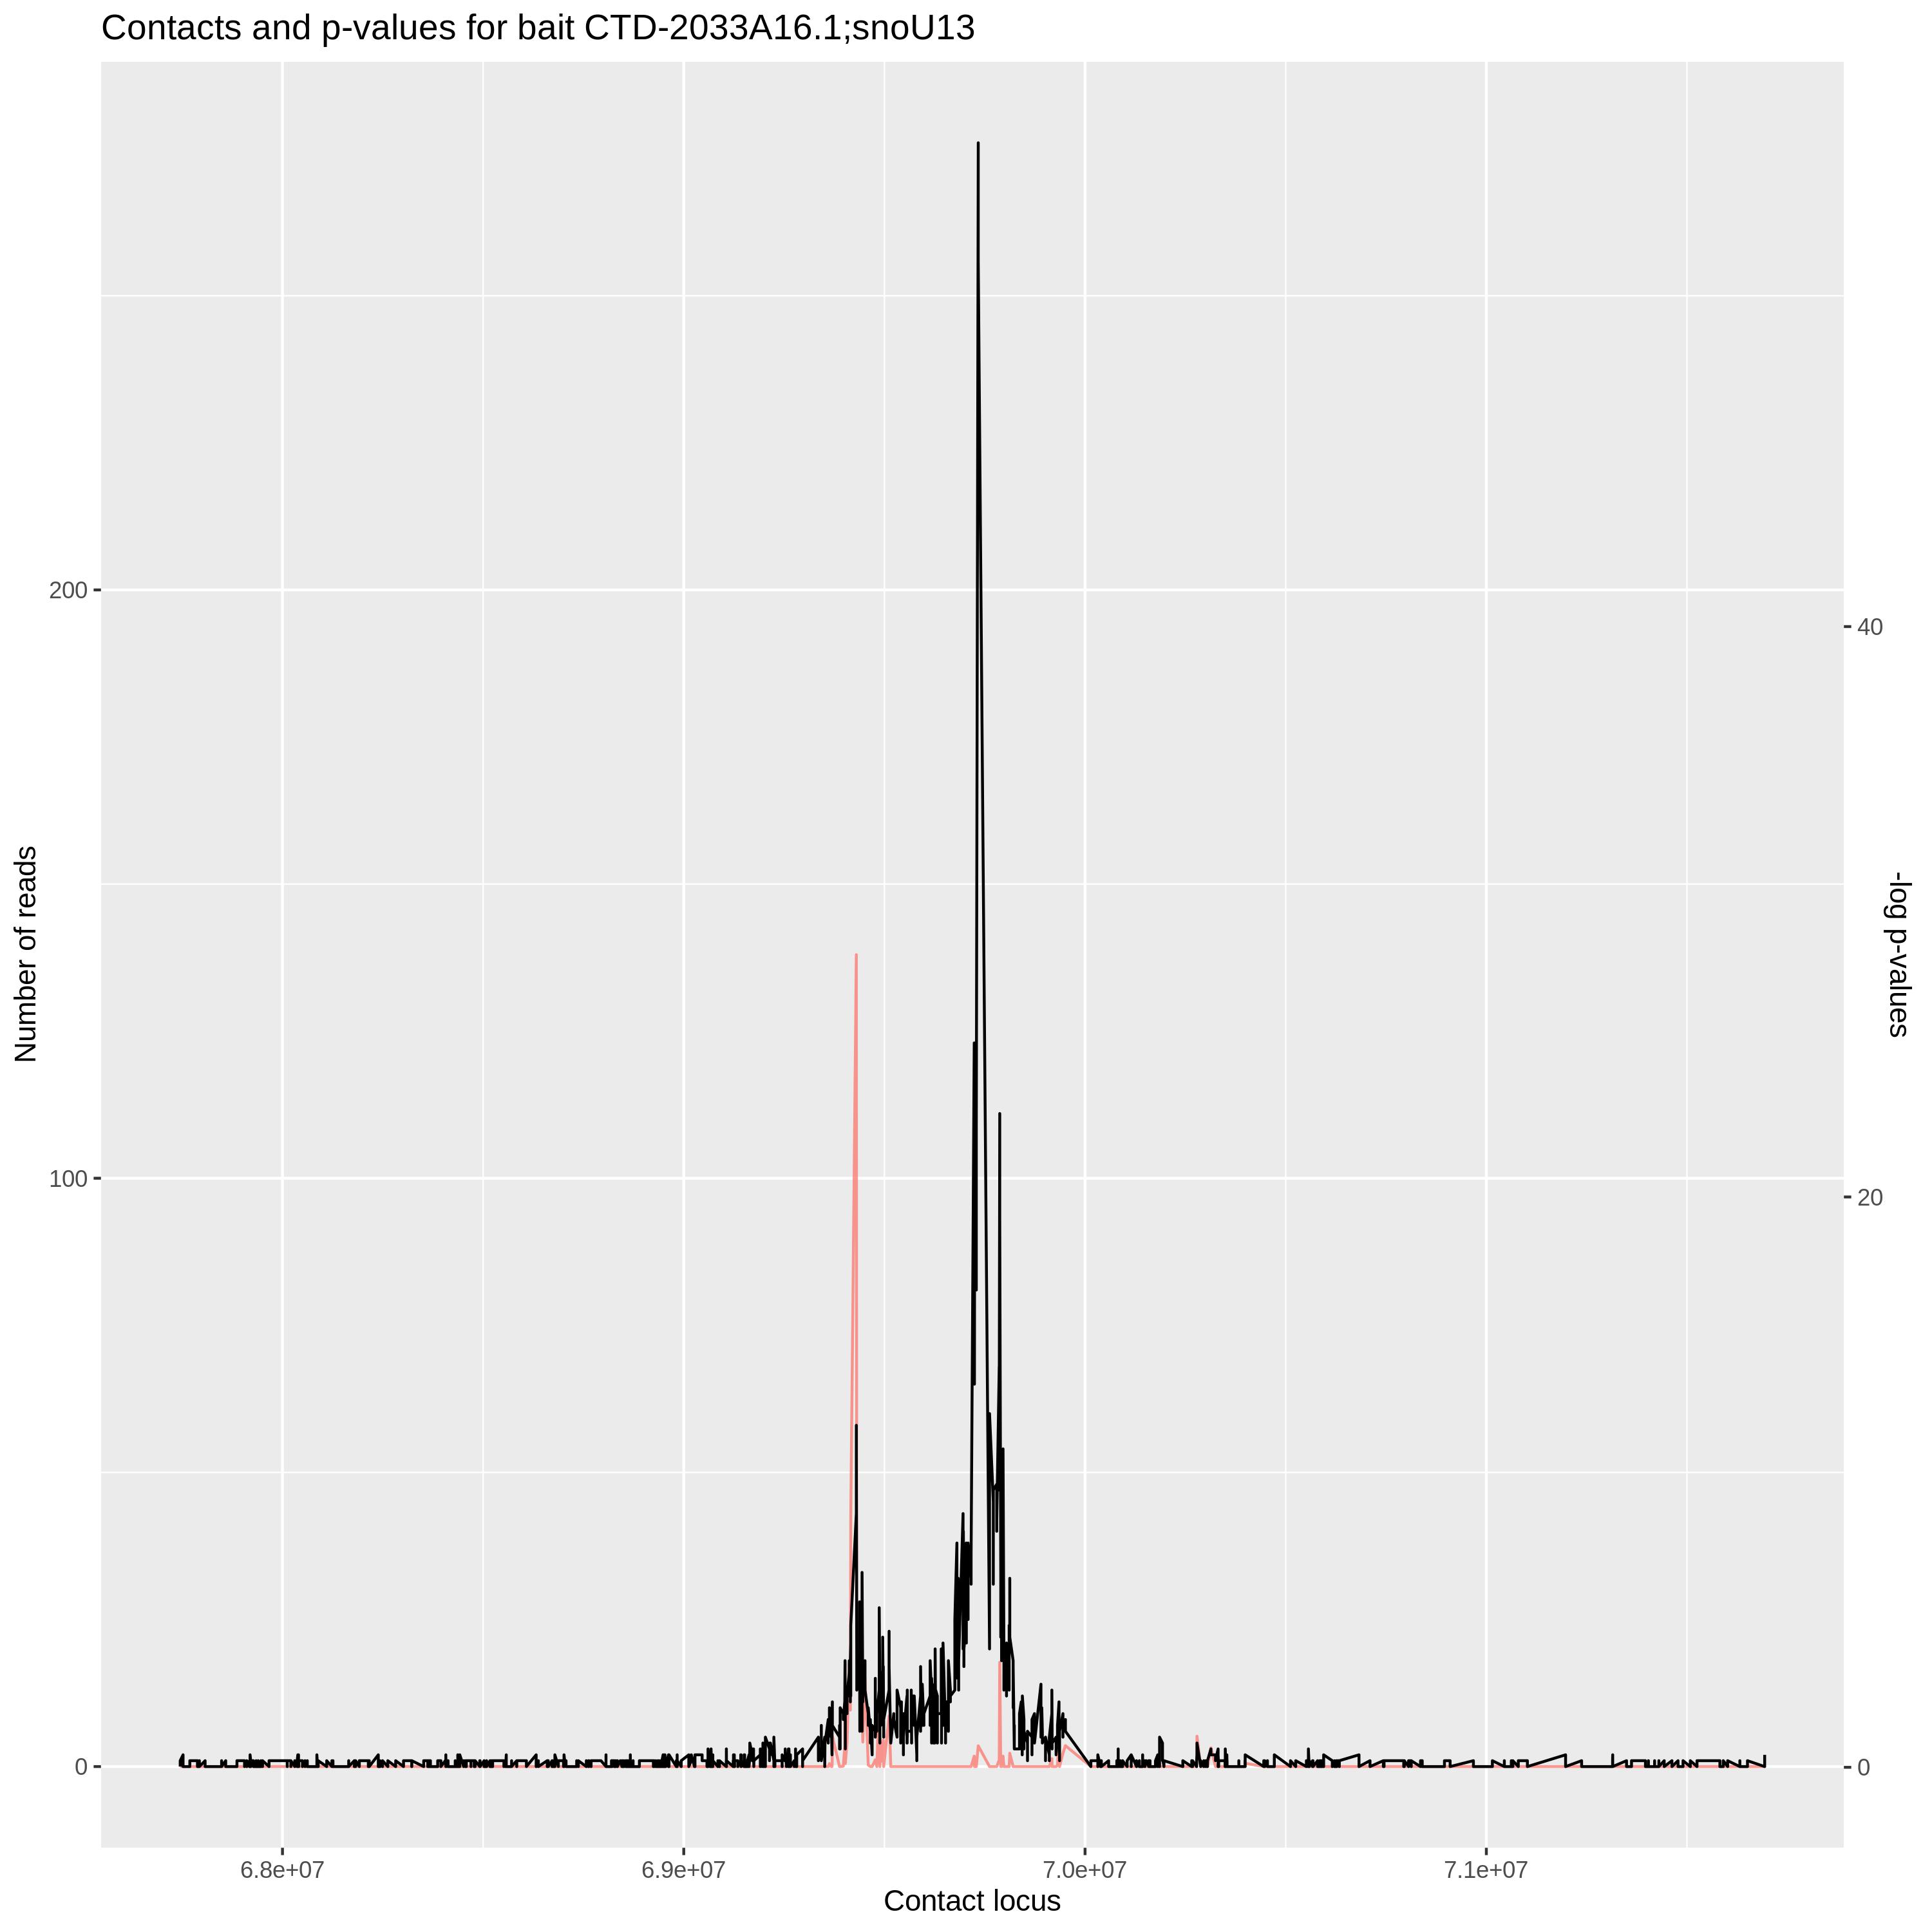 Contacts and p-values for bait CTD-2033A16.1;snoU13
Number of reads
200
100
0
40
20
0
-log p-values
6.8e+07
6.9e+07
7.0e+07
7.1e+07
Contact locus